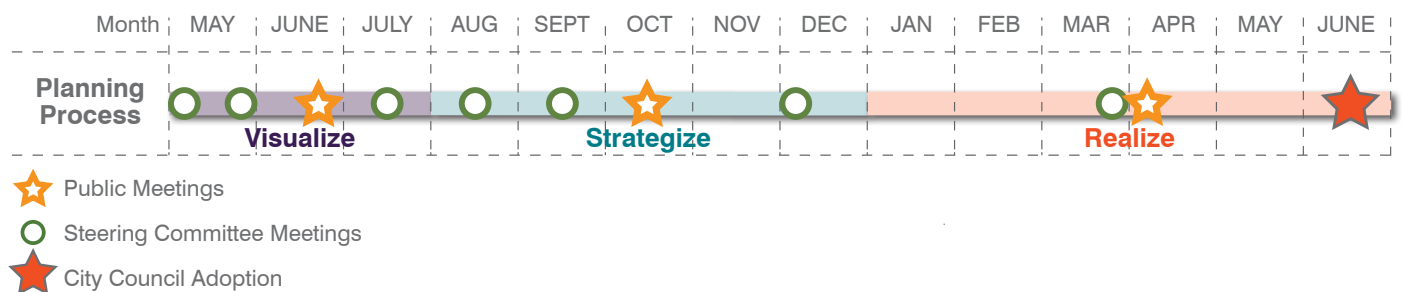 Month MAY JUNE JULY AUG SEPT OCT NOV DEC JAN FEB MAR APR MAY JUNE
Planning
Process
Visualize Strategize Realize
Public Meetings
Steering Committee Meetings
City Council Adoption